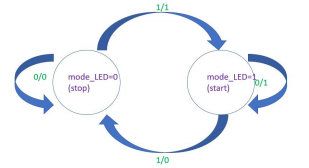 1/1
0/0
mode_LED=0
(stop)
mode_LED=1
(start)
0/1
1/0